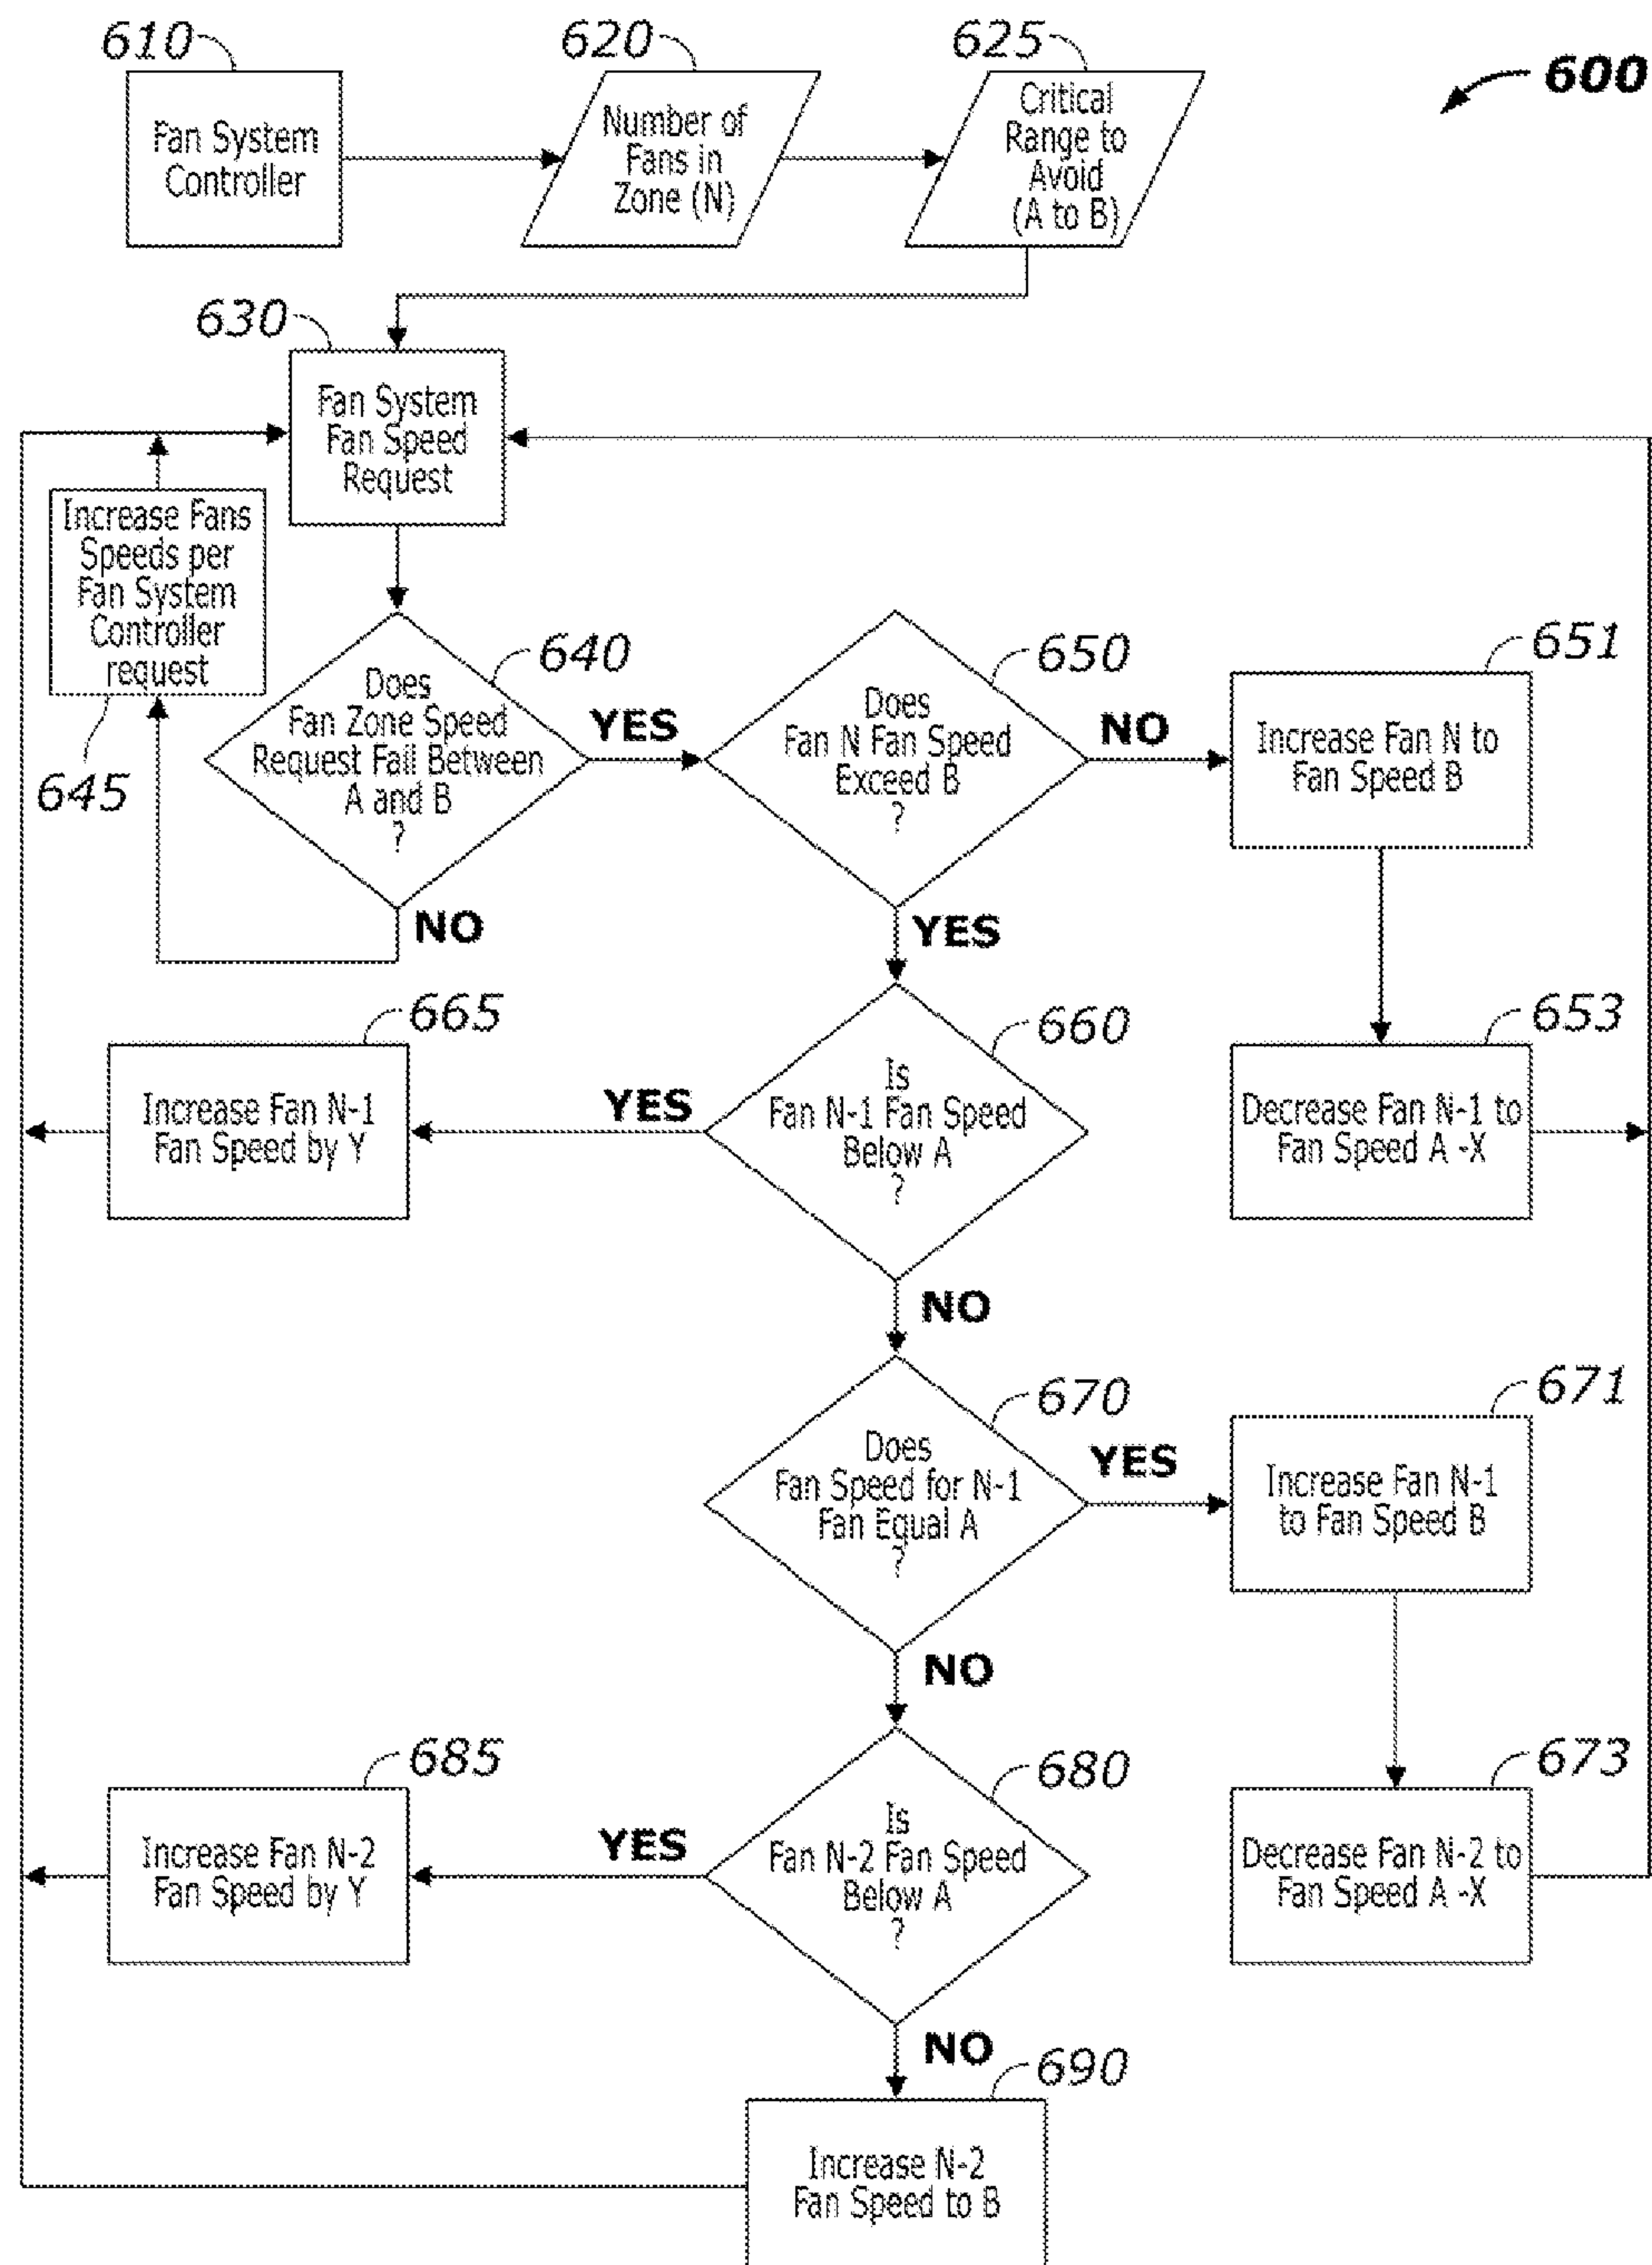 610
620
625
600
Fan System
Controller
Number of
Fans in
Zone (N)
Critical
Range to
Avoid
(A to B)
630
Fan System
Fan Speed
Request
Increase Fans
Speeds per
Fan System
Controller
request
645
640
Does
Fan Zone Speed
Request Fall Between
A and B
?
YES
NO
650
Does
Fan N Fan Speed
Exceed B
?
NO
YES
651
Increase Fan N to
Fan Speed B
653
Decrease Fan N-1 to
Fan Speed A -X
660
Is
Fan N-1 Fan Speed
Below A
?
YES
NO
665
Increase Fan N-1
Fan Speed by Y
670
Does
Fan Speed for N-1
Fan Equal A
?
YES
NO
671
Increase Fan N-1
to Fan Speed B
673
Decrease Fan N-2 to
Fan Speed A -X
680
Is
Fan N-2 Fan Speed
Below A
?
YES
NO
685
Increase Fan N-2
Fan Speed by Y
690
Increase N-2
Fan Speed to B